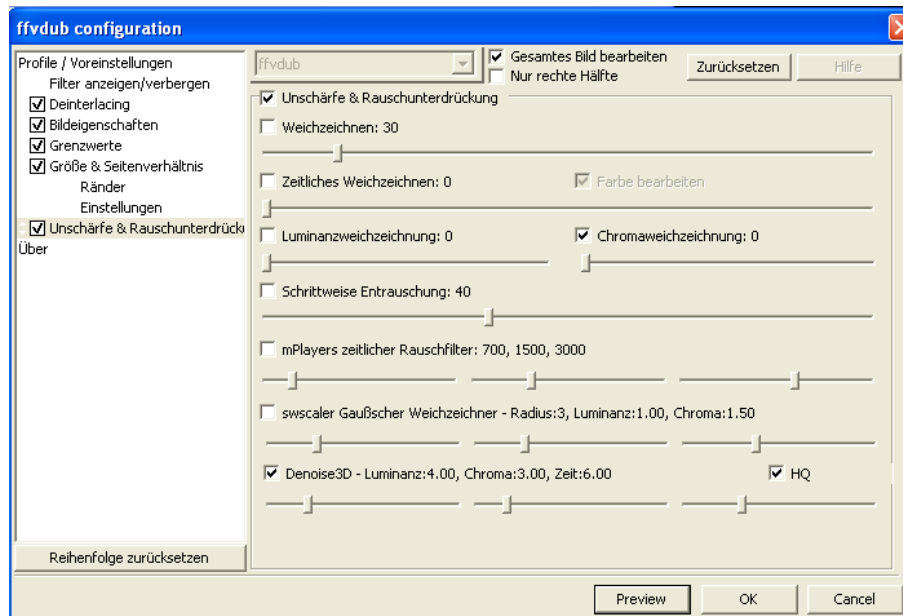 ffvdub configuration
Profile / Voreinstellungen
Filter anzeigen/verbergen
Deinterlacing
Bildeigenschaften
Grenzwerte
Größe & Seitenverhältnis
Ränder
Einstellungen
Unschärfe & Rauschunterdrücku
Über
Reihenfolge zurücksetzen
ffvdub
Gesamtes Bild bearbeiten
Nur rechte Hälfte
Zurücksetzen
Hilfe
Unschärfe & Rauschunterdrückung
Weichzeichnen: 30
Zeitliches Weichzeichnen: 0
Farbe bearbeiten
Luminanzweichzeichnung: 0
Chromaweichzeichnung: 0
Schrittweise Entrauschung: 40
mPlayers zeitlicher Rauschfilter: 700, 1500, 3000
swscaler Gaußscher Weichzeichner - Radius:3, Luminanz:1.00, Chroma:1.50
Denoise3D - Luminanz:4.00, Chroma:3.00, Zeit:6.00
HQ
Preview
OK
Cancel